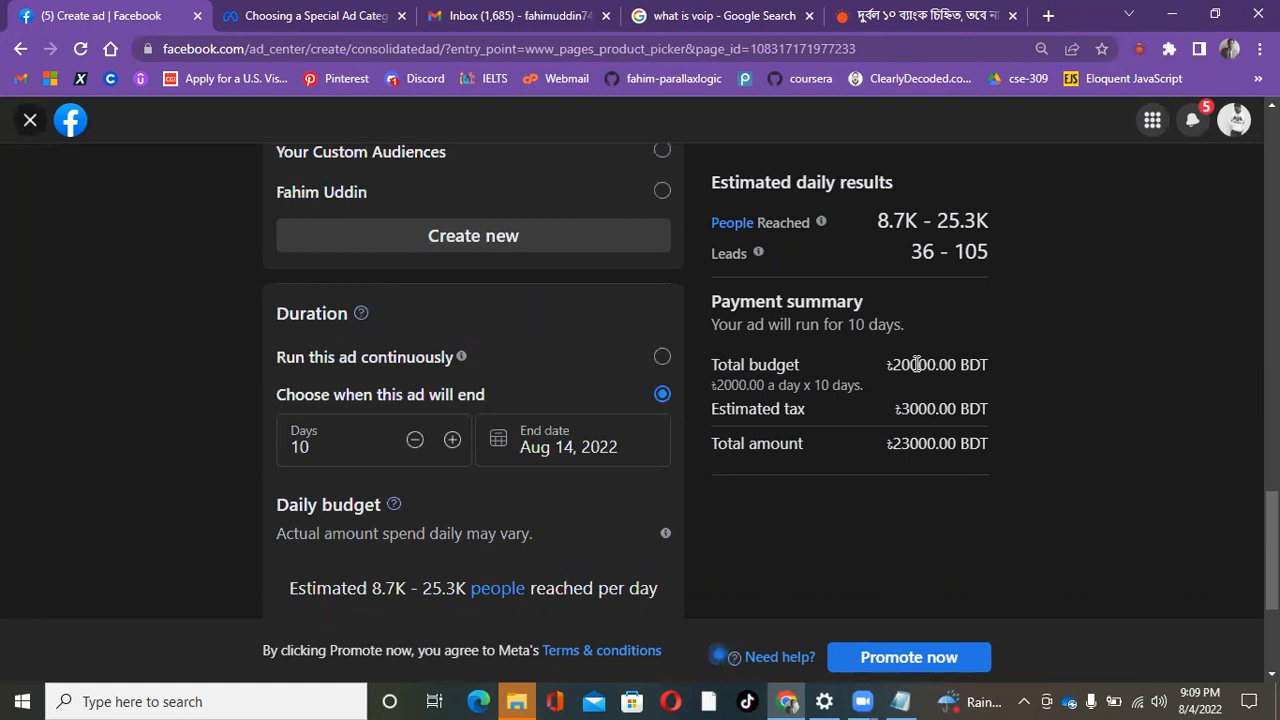 (5) Create ad | Facebook
Choosing a Special Ad Categ
Inbox (1,685) - fahimuddin74
what is voip - Google Search
দুর্বল ১০ ব্যাংক চিহ্নিত, তবে না
facebook.com/ad_center/create/consolidatedad/?entry_point=www_pages_product_picker&page_id=108317171977233
Apply for a U.S. Vis...
Pinterest
Discord
IELTS
Webmail
fahim-parallaxlogic
coursera
ClearlyDecoded.co...
cse-309
Eloquent JavaScript
»
5
Your Custom Audiences
Fahim Uddin
Create new
Duration
Run this ad continuously
Choose when this ad will end
Days
10
End date
Aug 14, 2022
Daily budget
Actual amount spend daily may vary.
Estimated 8.7K - 25.3K people reached per day
Estimated daily results
People Reached 8.7K - 25.3K
Leads 36 - 105
Payment summary
Your ad will run for 10 days.
Total budget ৳20000.00 BDT
৳2000.00 a day x 10 days.
Estimated tax ৳3000.00 BDT
Total amount ৳23000.00 BDT
By clicking Promote now, you agree to Meta's Terms & conditions
Need help?
Promote now
Type here to search
Rain...
9:09 PM
8/4/2022